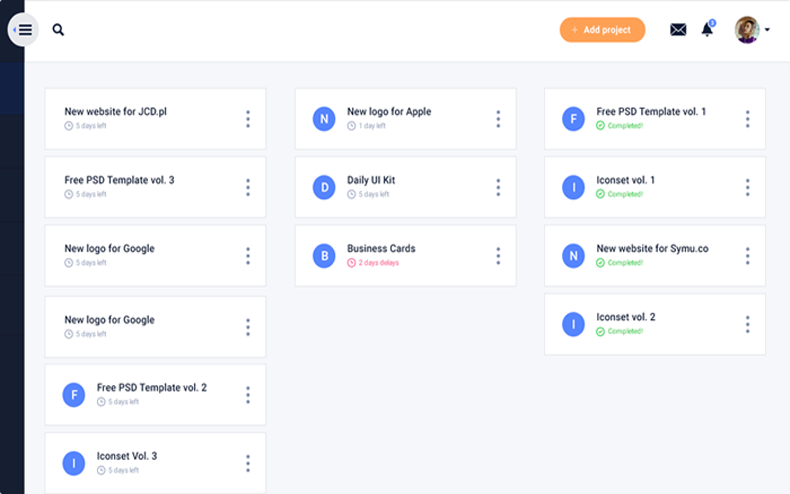 + Add project
3
New website for JCD.pl
5 days left
Free PSD Template vol. 3
5 days left
New logo for Google
5 days left
New logo for Google
5 days left
F
Free PSD Template vol. 2
5 days left
I
Iconset Vol. 3
5 days left
N
New logo for Apple
1 day left
D
Daily UI Kit
5 days left
B
Business Cards
2 days delays
F
Free PSD Template vol. 1
Completed!
I
Iconset vol. 1
Completed!
N
New website for Symu.co
Completed!
I
Iconset vol. 2
Completed!